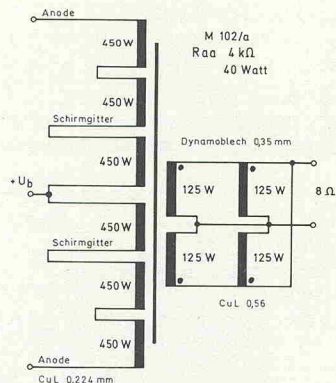 Anode
M 102/a
Raa 4 kΩ
40 Watt
450 W
450 W
Schirmgitter
Dynamoblech 0,35 mm
450 W
125 W
125 W
+Ub
8 Ω
450 W
Schirmgitter
125 W
125 W
450 W
CuL 0,56
450 W
Anode
CuL 0,224 mm